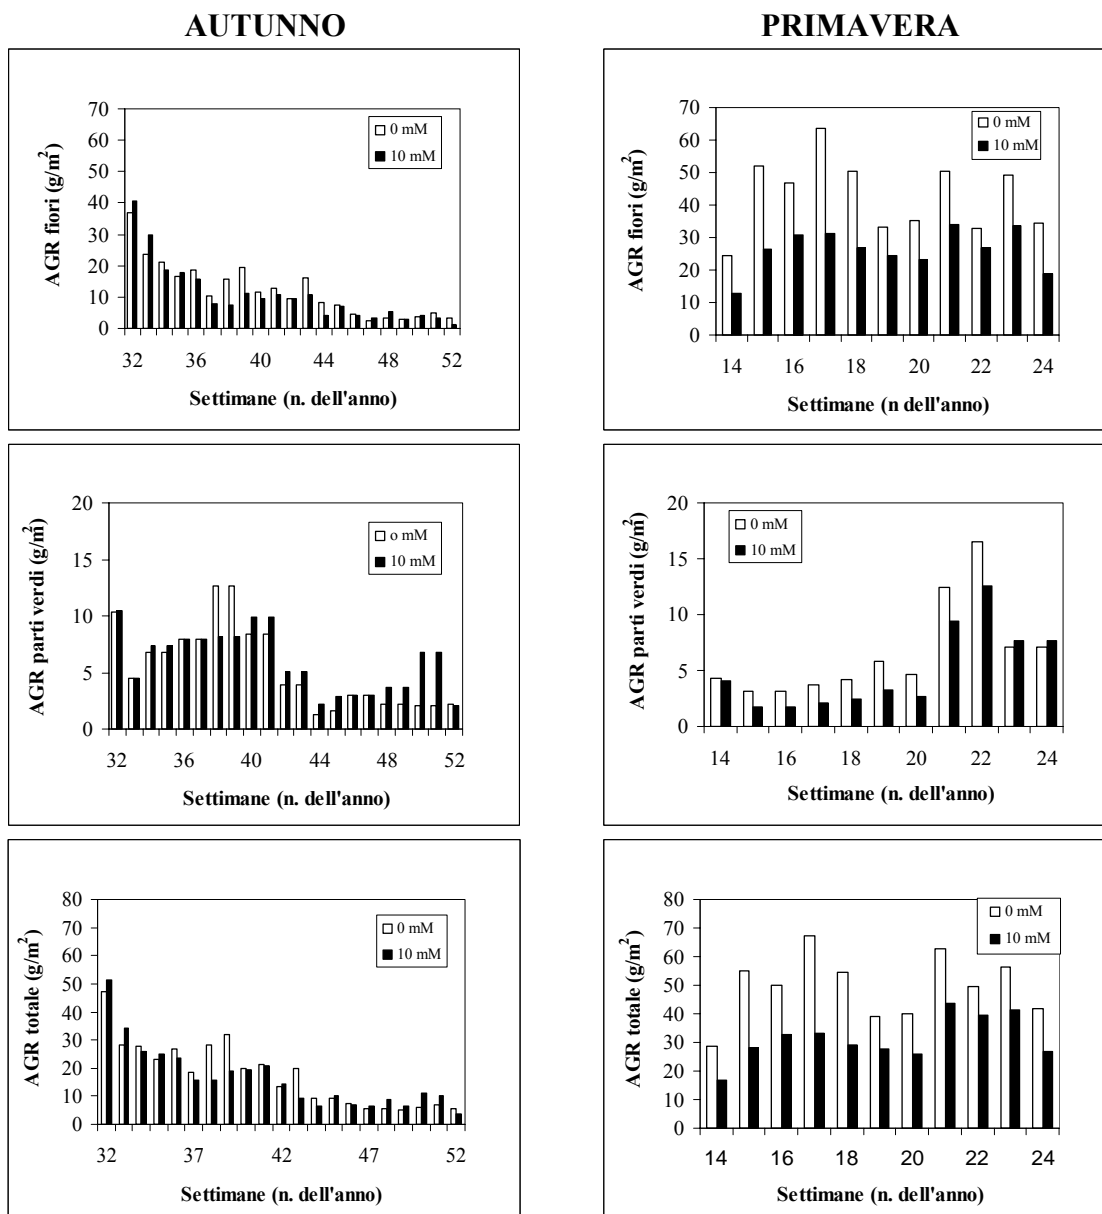 AUTUNNO
PRIMAVERA
AGR fiori (g/m²)
70
60
50
40
30
20
10
0
0 mM
10 mM
32 36 40 44 48 52
Settimane (n. dell'anno)
AGR fiori (g/m²)
70
60
50
40
30
20
10
0
0 mM
10 mM
14 16 18 20 22 24
Settimane (n dell'anno)
AGR parti verdi (g/m²)
20
15
10
5
0
o mM
10 mM
32 36 40 44 48 52
Settimane (n. dell'anno)
AGR parti verdi (g/m²)
20
15
10
5
0
0 mM
10 mM
14 16 18 20 22 24
Settimane (n. dell'anno)
AGR totale (g/m²)
80
70
60
50
40
30
20
10
0
0 mM
10 mM
32 37 42 47 52
Settimane (n. dell'anno)
AGR totale (g/m²)
80
70
60
50
40
30
20
10
0
0 mM
10 mM
14 16 18 20 22 24
Settimane (n. dell'anno)